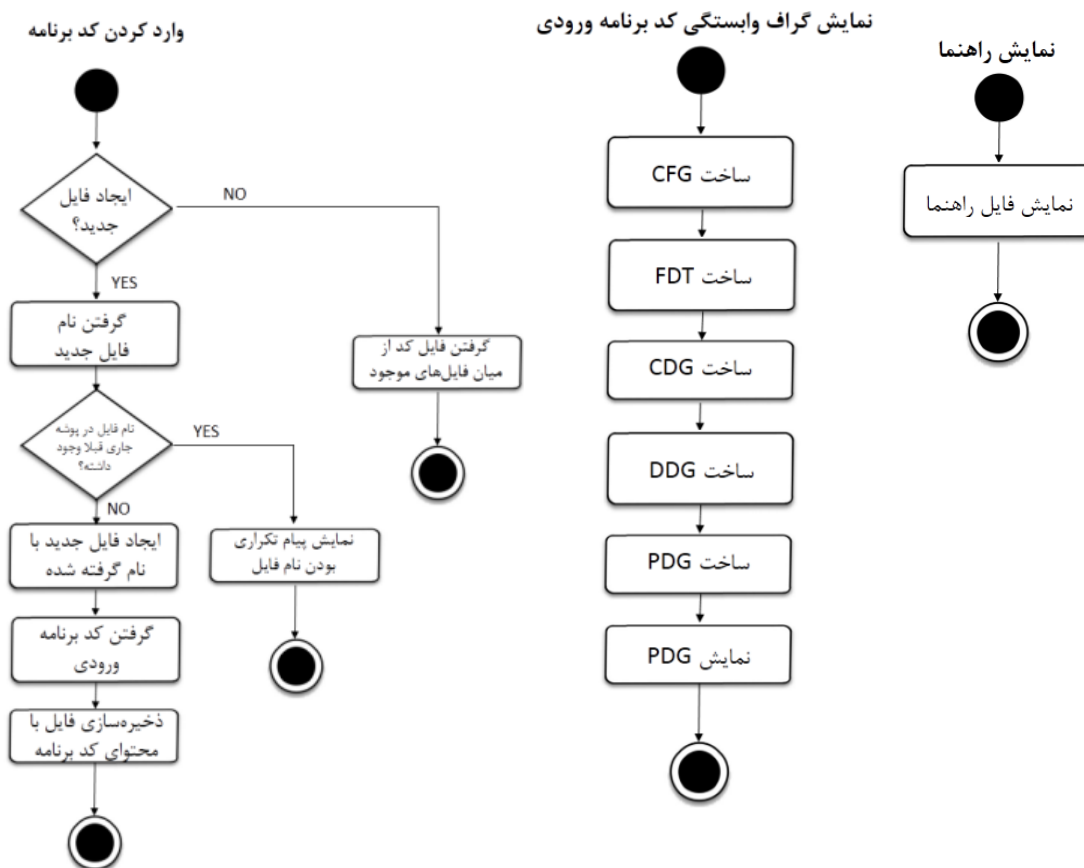 وارد کردن کد برنامه
ایجاد فایل
جدید؟
NO
YES
گرفتن نام
فایل جدید
گرفتن فایل کد از
میان فایل‌های موجود
نام فایل در پوشه
جاری قبلا وجود
داشته؟
YES
NO
ایجاد فایل جدید با
نام گرفته شده
نمایش پیام تکراری
بودن نام فایل
گرفتن کد برنامه
ورودی
ذخیره‌سازی فایل با
محتوای کد برنامه
نمایش گراف وابستگی کد برنامه ورودی
ساخت CFG
ساخت FDT
ساخت CDG
ساخت DDG
ساخت PDG
نمایش PDG
نمایش راهنما
نمایش فایل راهنما